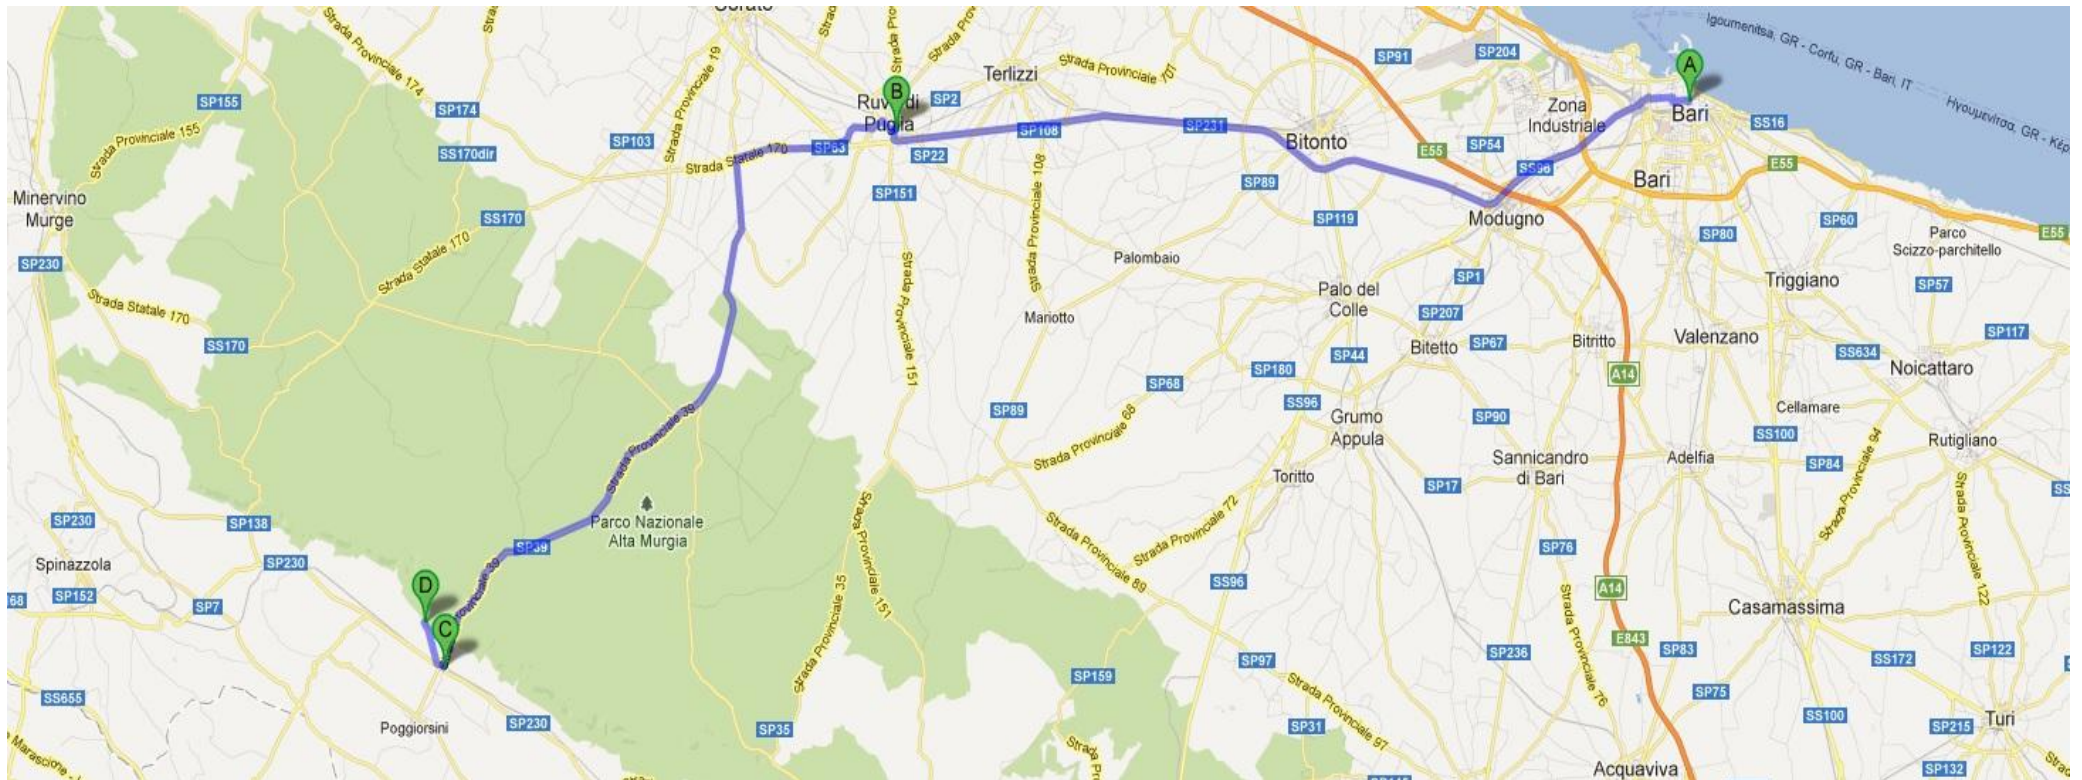 Strada Provinciale 174
Strada Provinciale 19
Igoumenitsa, GR - Corfu, GR - Bari, IT
SP91
SP204
A
Terlizzi
Strada Provinciale 107
B
Ruvo di
Puglia
SP2
SP155
SP174
Zona
Industriale
Bari
SS16
Strada Provinciale 155
SP103
SP108
SP231
Bitonto
SP54
E55
SS170dir
Strada Statale 170
SP63
SP22
SS96
E55
Bari
SP89
SP151
Minervino
Murge
SS170
SP119
Modugno
SP60
SP80
Parco
Scizzo-parchitello
E55
Strada Provinciale 108
SP230
Strada Statale 170
Palombaio
SP1
Triggiano
SP57
Strada Statale 170
Palo del
Colle
Strada Provinciale 151
Mariotto
SP207
SS170
Bitetto
SP67
Bitritto
Valenzano
SP117
SP44
SS634
Noicattaro
SP180
A14
SP68
SS96
Cellamare
SP89
Grumo
Appula
SP90
Strada Provinciale 39
Strada Provinciale 68
SS100
Strada Provinciale 94
Rutigliano
Sannicandro
di Bari
Adelfia
SP84
Toritto
SP17
SP230
SP138
Parco Nazionale
Alta Murgia
Strada Provinciale 151
Strada Provinciale 89
Strada Provinciale 72
Strada Provinciale 122
SP39
SP76
Spinazzola
SP230
D
SS96
A14
SP152
SP7
Strada Provinciale 35
Strada Provinciale 76
Casamassima
C
E843
SP236
SP83
SP97
SS172
SP122
SP159
SS655
Strada Provinciale 97
SP75
Poggiorsini
SP230
SP35
SP31
SS100
SP215
Turi
Acquaviva
SP132